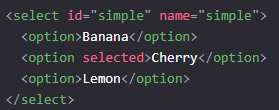 <select id="simple" name="simple">
  <option>Banana</option>
  <option selected>Cherry</option>
  <option>Lemon</option>
</select>